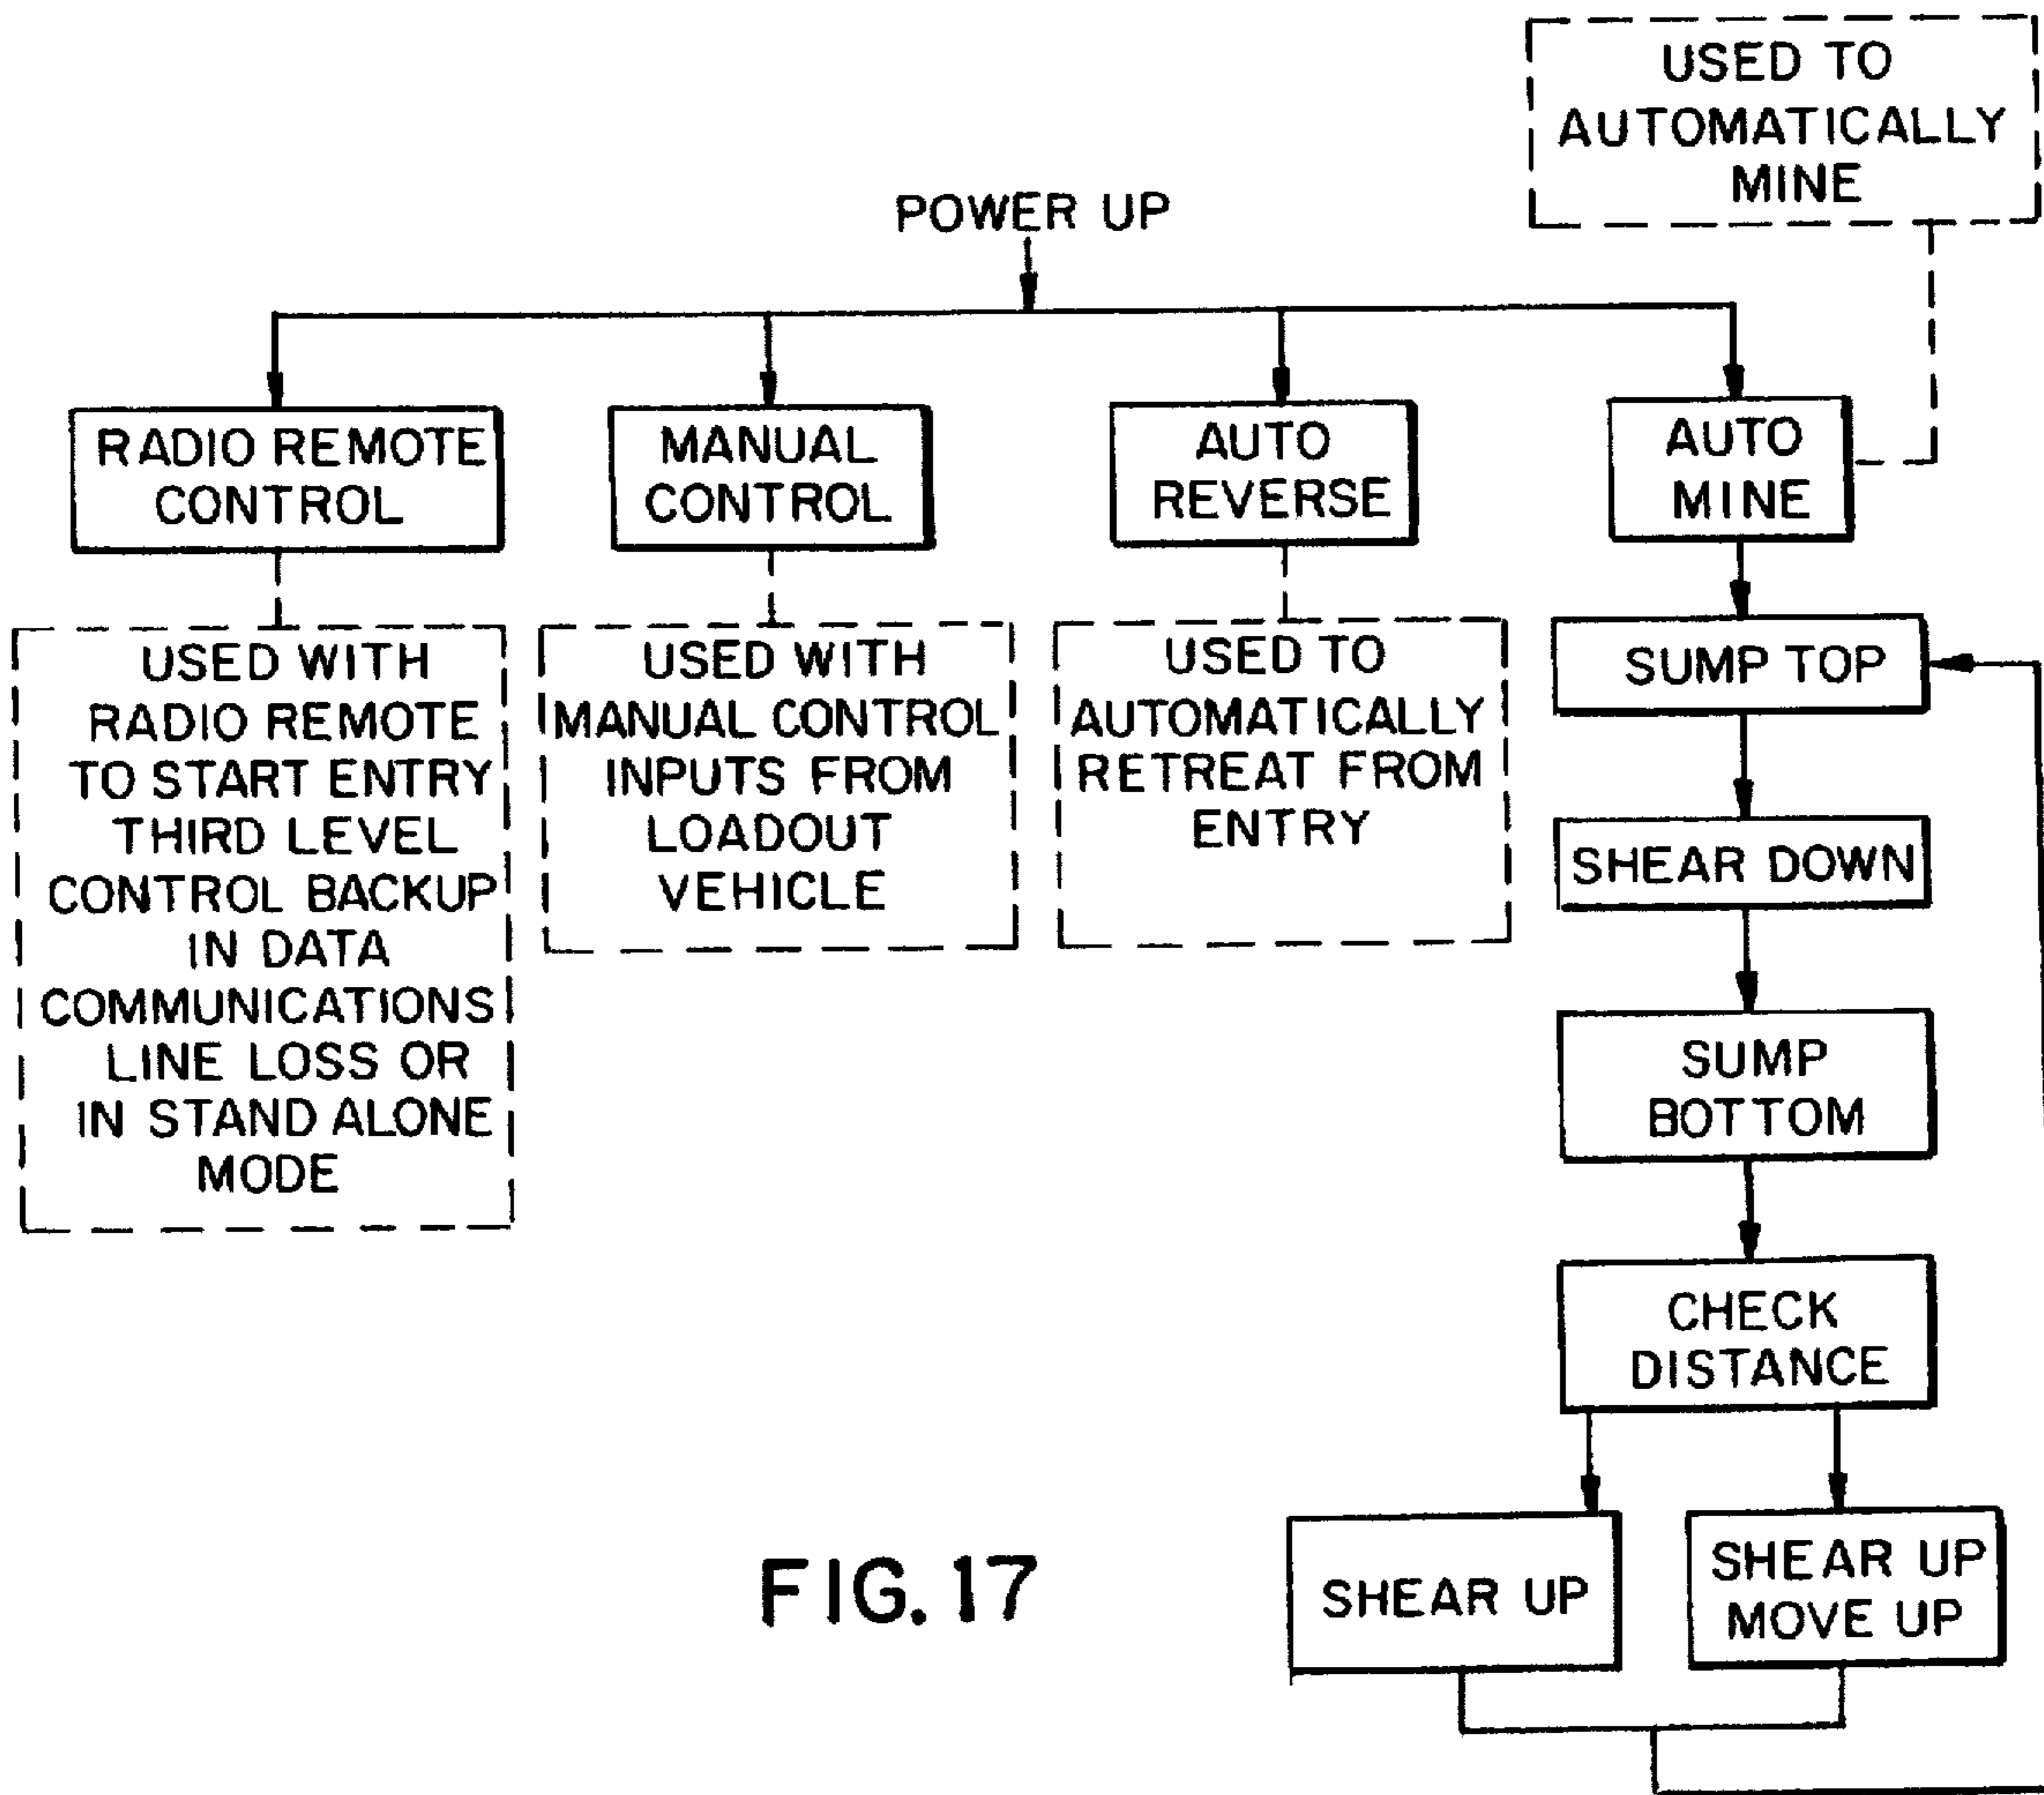 USED TO
AUTOMATICALLY
MINE
POWER UP
RADIO REMOTE
CONTROL
MANUAL
CONTROL
AUTO
REVERSE
AUTO
MINE
USED WITH
RADIO REMOTE
TO START ENTRY
THIRD LEVEL
CONTROL BACKUP
IN DATA
COMMUNICATIONS
LINE LOSS OR
IN STAND ALONE
MODE
USED WITH
MANUAL CONTROL
INPUTS FROM
LOADOUT
VEHICLE
USED TO
AUTOMATICALLY
RETREAT FROM
ENTRY
SUMP TOP
SHEAR DOWN
SUMP
BOTTOM
CHECK
DISTANCE
SHEAR UP
SHEAR UP
MOVE UP
FIG. 17